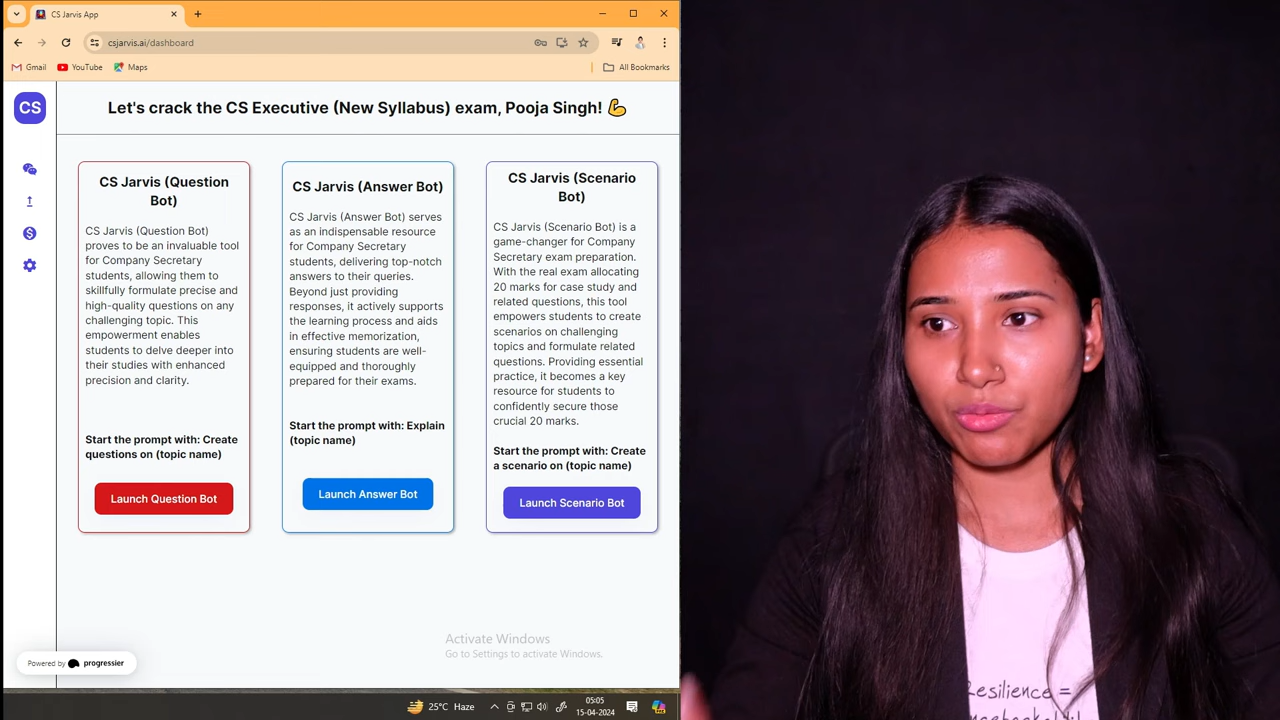 CS Jarvis App
csjarvis.ai/dashboard
Gmail YouTube Maps All Bookmarks
CS
Let's crack the CS Executive (New Syllabus) exam, Pooja Singh! 💪
CS Jarvis (Question
Bot)
CS Jarvis (Question Bot)
proves to be an invaluable tool
for Company Secretary
students, allowing them to
skillfully formulate precise and
high-quality questions on any
challenging topic. This
empowerment enables
students to delve deeper into
their studies with enhanced
precision and clarity.
Start the prompt with: Create
questions on (topic name)
Launch Question Bot
CS Jarvis (Answer Bot)
CS Jarvis (Answer Bot) serves
as an indispensable resource
for Company Secretary
students, delivering top-notch
answers to their queries.
Beyond just providing
responses, it actively supports
the learning process and aids
in effective memorization,
ensuring students are well-
equipped and thoroughly
prepared for their exams.
Start the prompt with: Explain
(topic name)
Launch Answer Bot
CS Jarvis (Scenario
Bot)
CS Jarvis (Scenario Bot) is a
game-changer for Company
Secretary exam preparation.
With the real exam allocating
20 marks for case study and
related questions, this tool
empowers students to create
scenarios on challenging
topics and formulate related
questions. Providing essential
practice, it becomes a key
resource for students to
confidently secure those
crucial 20 marks.
Start the prompt with: Create
a scenario on (topic name)
Launch Scenario Bot
Activate Windows
Go to Settings to activate Windows.
Powered by progressier
25°C Haze
05:05
15-04-2024
Resilience =